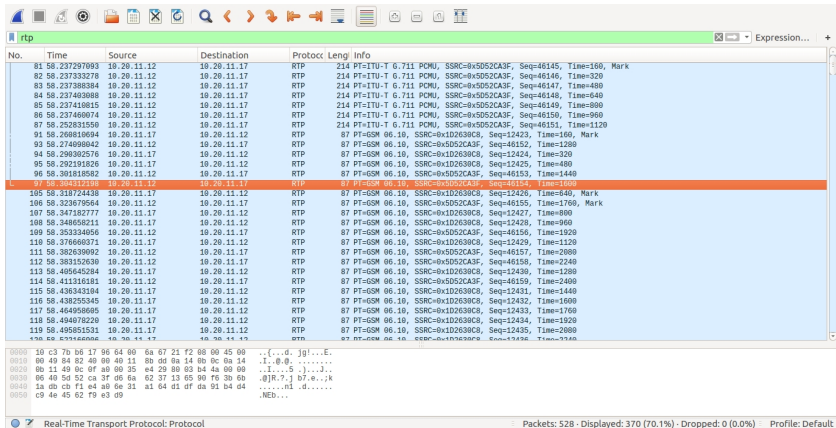 rtp
Expression...
+
No. Time Source Destination Protocc Lengl Info
81 58.237297093 10.20.11.12 10.20.11.17 RTP 214 PT=ITU-T G.711 PCMU, SSRC=0x5D52CA3F, Seq=46145, Time=160, Mark
82 58.237333278 10.20.11.12 10.20.11.17 RTP 214 PT=ITU-T G.711 PCMU, SSRC=0x5D52CA3F, Seq=46146, Time=320
83 58.237388384 10.20.11.12 10.20.11.17 RTP 214 PT=ITU-T G.711 PCMU, SSRC=0x5D52CA3F, Seq=46147, Time=480
84 58.237403088 10.20.11.12 10.20.11.17 RTP 214 PT=ITU-T G.711 PCMU, SSRC=0x5D52CA3F, Seq=46148, Time=640
85 58.237410815 10.20.11.12 10.20.11.17 RTP 214 PT=ITU-T G.711 PCMU, SSRC=0x5D52CA3F, Seq=46149, Time=800
86 58.237460074 10.20.11.12 10.20.11.17 RTP 214 PT=ITU-T G.711 PCMU, SSRC=0x5D52CA3F, Seq=46150, Time=960
87 58.252831550 10.20.11.12 10.20.11.17 RTP 214 PT=ITU-T G.711 PCMU, SSRC=0x5D52CA3F, Seq=46151, Time=1120
91 58.260810694 10.20.11.17 10.20.11.12 RTP 87 PT=GSM 06.10, SSRC=0x1D2630C8, Seq=12423, Time=160, Mark
93 58.274098042 10.20.11.12 10.20.11.17 RTP 87 PT=GSM 06.10, SSRC=0x5D52CA3F, Seq=46152, Time=1280
94 58.290302576 10.20.11.17 10.20.11.12 RTP 87 PT=GSM 06.10, SSRC=0x1D2630C8, Seq=12424, Time=320
95 58.292191826 10.20.11.17 10.20.11.12 RTP 87 PT=GSM 06.10, SSRC=0x1D2630C8, Seq=12425, Time=480
96 58.301818582 10.20.11.12 10.20.11.17 RTP 87 PT=GSM 06.10, SSRC=0x5D52CA3F, Seq=46153, Time=1440
97 58.304312198 10.20.11.12 10.20.11.17 RTP 87 PT=GSM 06.10, SSRC=0x5D52CA3F, Seq=46154, Time=1600
105 58.318724438 10.20.11.17 10.20.11.12 RTP 87 PT=GSM 06.10, SSRC=0x1D2630C8, Seq=12426, Time=640, Mark
106 58.323679564 10.20.11.12 10.20.11.17 RTP 87 PT=GSM 06.10, SSRC=0x5D52CA3F, Seq=46155, Time=1760, Mark
107 58.347182777 10.20.11.17 10.20.11.12 RTP 87 PT=GSM 06.10, SSRC=0x1D2630C8, Seq=12427, Time=800
108 58.348658211 10.20.11.17 10.20.11.12 RTP 87 PT=GSM 06.10, SSRC=0x1D2630C8, Seq=12428, Time=960
109 58.353334056 10.20.11.12 10.20.11.17 RTP 87 PT=GSM 06.10, SSRC=0x5D52CA3F, Seq=46156, Time=1920
110 58.376660371 10.20.11.17 10.20.11.12 RTP 87 PT=GSM 06.10, SSRC=0x1D2630C8, Seq=12429, Time=1120
111 58.382639092 10.20.11.12 10.20.11.17 RTP 87 PT=GSM 06.10, SSRC=0x5D52CA3F, Seq=46157, Time=2080
112 58.383152630 10.20.11.12 10.20.11.17 RTP 87 PT=GSM 06.10, SSRC=0x5D52CA3F, Seq=46158, Time=2240
113 58.405645284 10.20.11.17 10.20.11.12 RTP 87 PT=GSM 06.10, SSRC=0x1D2630C8, Seq=12430, Time=1280
114 58.411316181 10.20.11.12 10.20.11.17 RTP 87 PT=GSM 06.10, SSRC=0x5D52CA3F, Seq=46159, Time=2400
115 58.436343104 10.20.11.17 10.20.11.12 RTP 87 PT=GSM 06.10, SSRC=0x1D2630C8, Seq=12431, Time=1440
116 58.438255345 10.20.11.17 10.20.11.12 RTP 87 PT=GSM 06.10, SSRC=0x1D2630C8, Seq=12432, Time=1600
117 58.464958605 10.20.11.17 10.20.11.12 RTP 87 PT=GSM 06.10, SSRC=0x1D2630C8, Seq=12433, Time=1760
118 58.494078220 10.20.11.17 10.20.11.12 RTP 87 PT=GSM 06.10, SSRC=0x1D2630C8, Seq=12434, Time=1920
119 58.495851531 10.20.11.17 10.20.11.12 RTP 87 PT=GSM 06.10, SSRC=0x1D2630C8, Seq=12435, Time=2080
0000 10 c3 7b b6 17 96 64 00 6a 67 21 f2 08 00 45 00 ..{...d. jg!...E.
0010 00 49 84 82 40 00 40 11 8b dd 0a 14 0b 0c 0a 14 .I..@.@. ........
0020 0b 11 49 0c 0f a0 00 35 e4 29 80 03 b4 4a 00 00 ..I....5 .)...J..
0030 06 40 5d 52 ca 3f d6 6a 62 37 13 65 90 f6 3b 6b .@]R.?.j b7.e..;k
0040 1a db cb f1 e4 a0 6e 31 a1 64 d1 df da 91 b4 d4 ......n1 .d......
0050 c9 4e 45 62 f9 e3 d9 .NEb...
Real-Time Transport Protocol: Protocol
Packets: 528 · Displayed: 370 (70.1%) · Dropped: 0 (0.0%)
Profile: Default